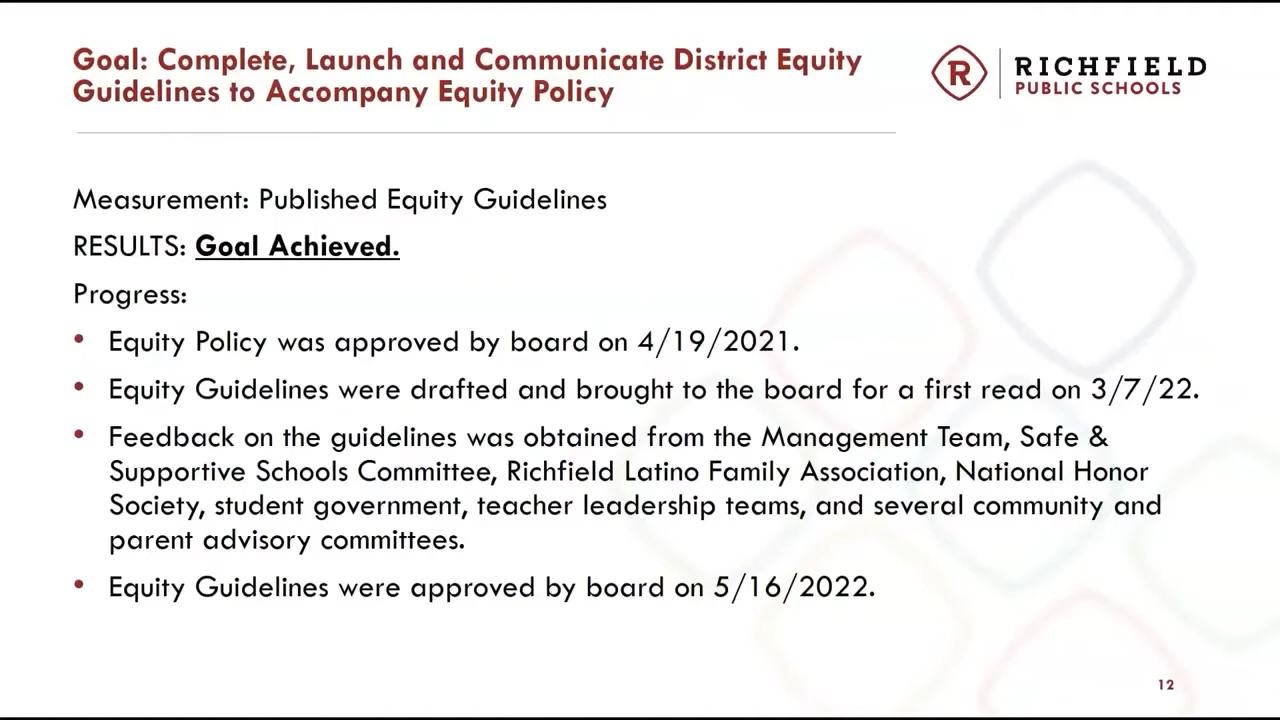 Goal: Complete, Launch and Communicate District Equity
Guidelines to Accompany Equity Policy
R
RICHFIELD
PUBLIC SCHOOLS
Measurement: Published Equity Guidelines
RESULTS: Goal Achieved.
Progress:
• Equity Policy was approved by board on 4/19/2021.
• Equity Guidelines were drafted and brought to the board for a first read on 3/7/22.
• Feedback on the guidelines was obtained from the Management Team, Safe &
Supportive Schools Committee, Richfield Latino Family Association, National Honor
Society, student government, teacher leadership teams, and several community and
parent advisory committees.
• Equity Guidelines were approved by board on 5/16/2022.
12